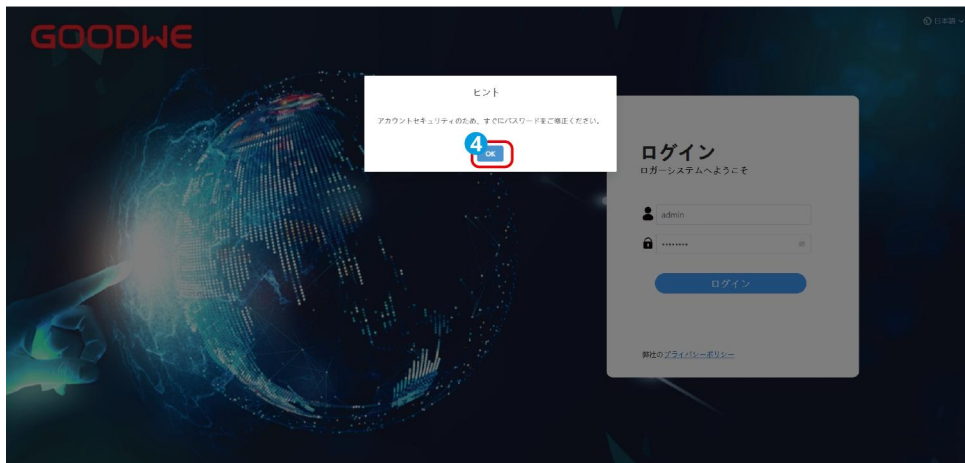 GOODWE
日本語
ヒント
アカウントセキュリティのため、すぐにパスワードをご修正ください。
4
OK
ログイン
ロガーシステムへようこそ
admin
ログイン
弊社のプライバシーポリシー